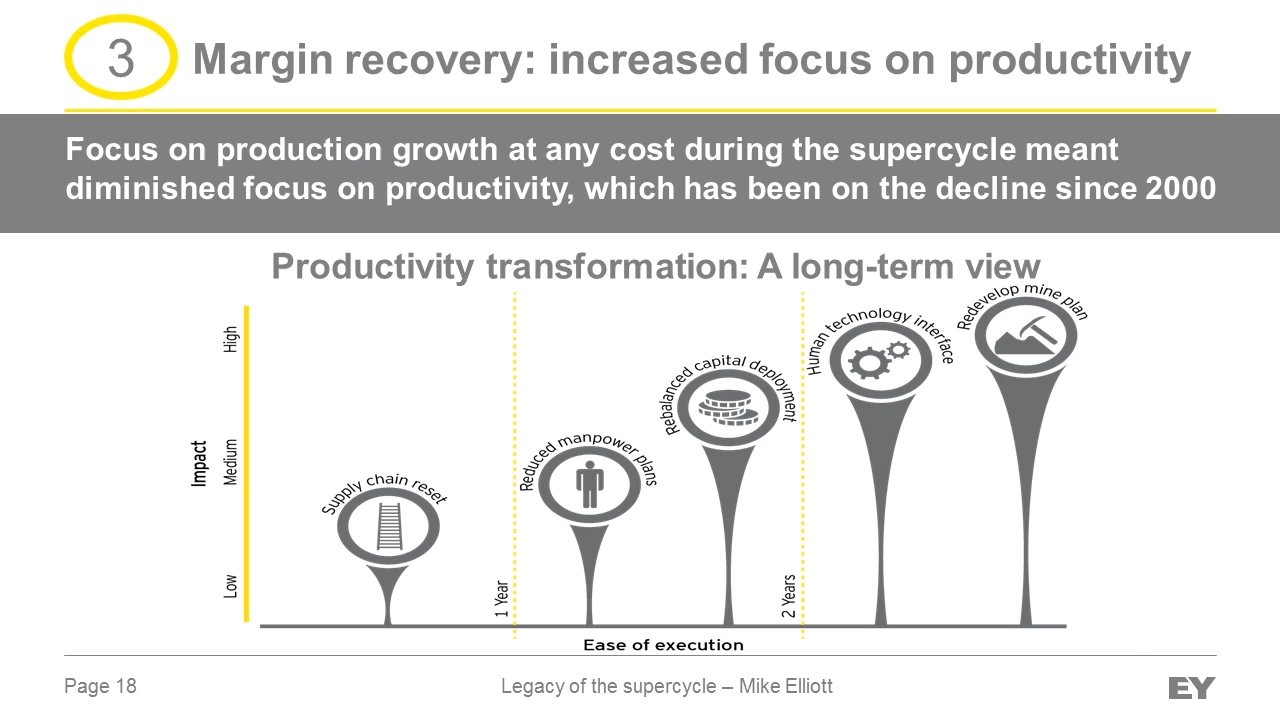 3
Margin recovery: increased focus on productivity
Focus on production growth at any cost during the supercycle meant
diminished focus on productivity, which has been on the decline since 2000
Productivity transformation: A long-term view
Impact
High
Medium
Low
Supply chain reset
1 Year
Reduced manpower plans
Rebalanced capital deployment
2 Years
Human technology interface
Redevelop mine plan
Ease of execution
Page 18
Legacy of the supercycle – Mike Elliott
EY